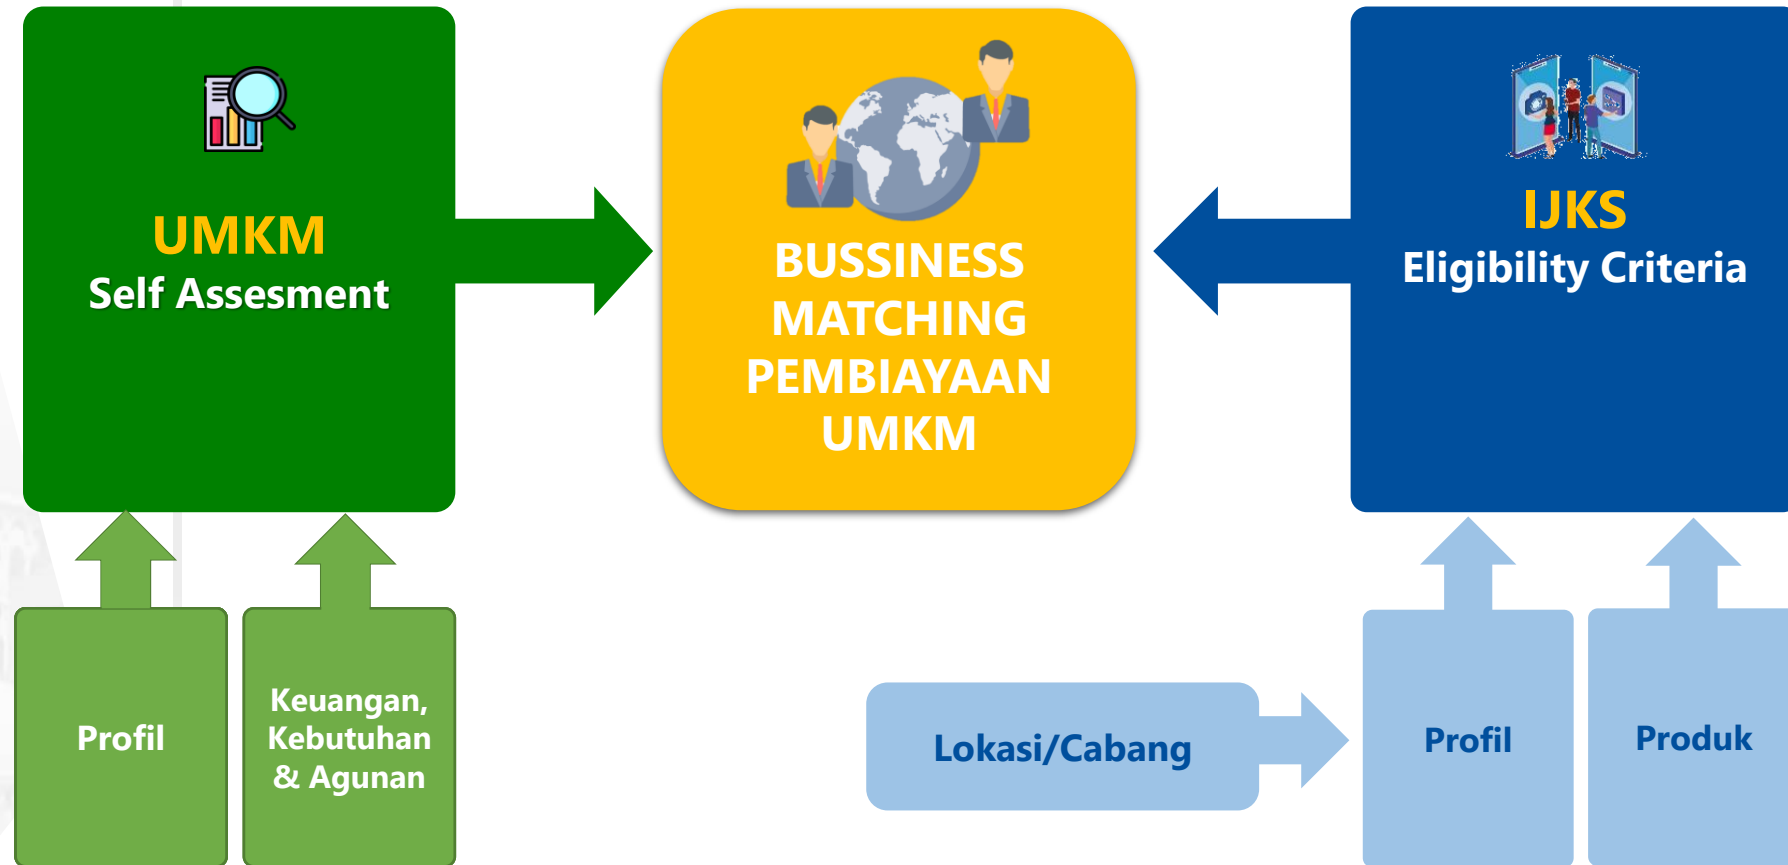 UMKM
Self Assesment
BUSSINESS
MATCHING
PEMBIAYAAN
UMKM
IJKS
Eligibility Criteria
Profil
Keuangan,
Kebutuhan
& Agunan
Lokasi/Cabang
Profil
Produk